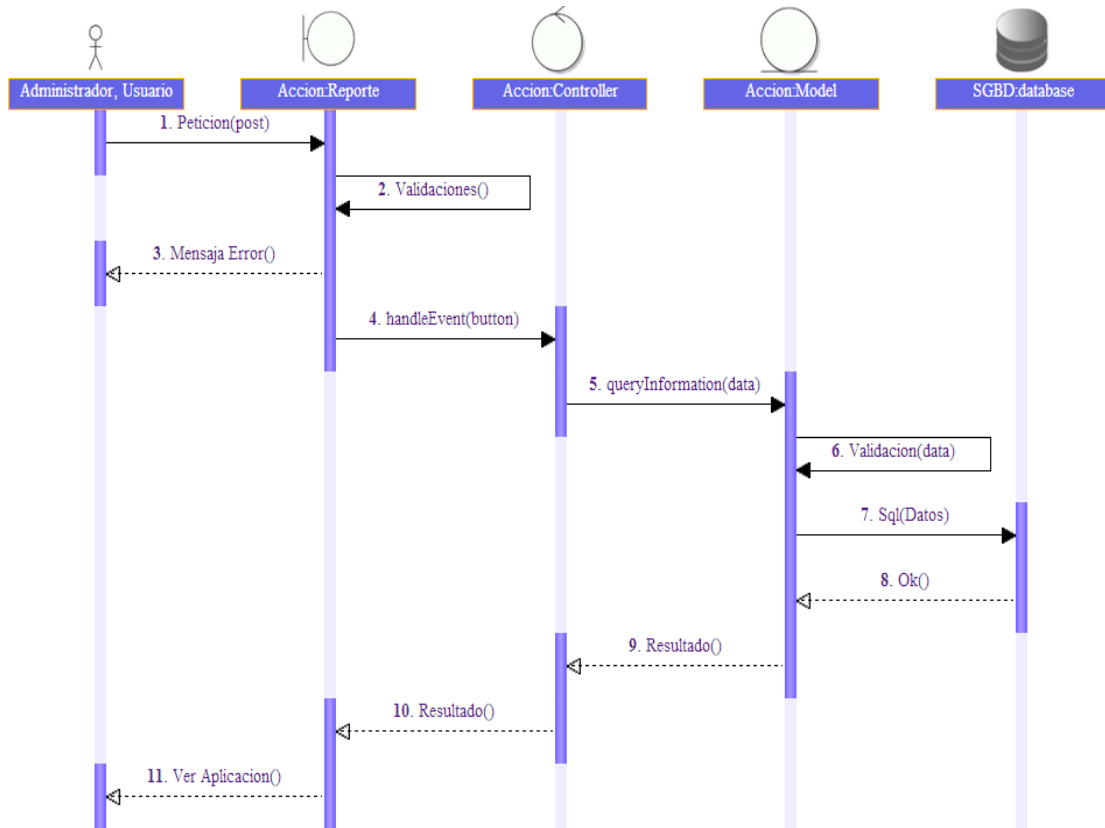 Administrador, Usuario
Accion:Reporte
Accion:Controller
Accion:Model
SGBD:database
1. Peticion(post)
2. Validaciones()
3. Mensaja Error()
4. handleEvent(button)
5. queryInformation(data)
6. Validacion(data)
7. Sql(Datos)
8. Ok()
9. Resultado()
10. Resultado()
11. Ver Aplicacion()